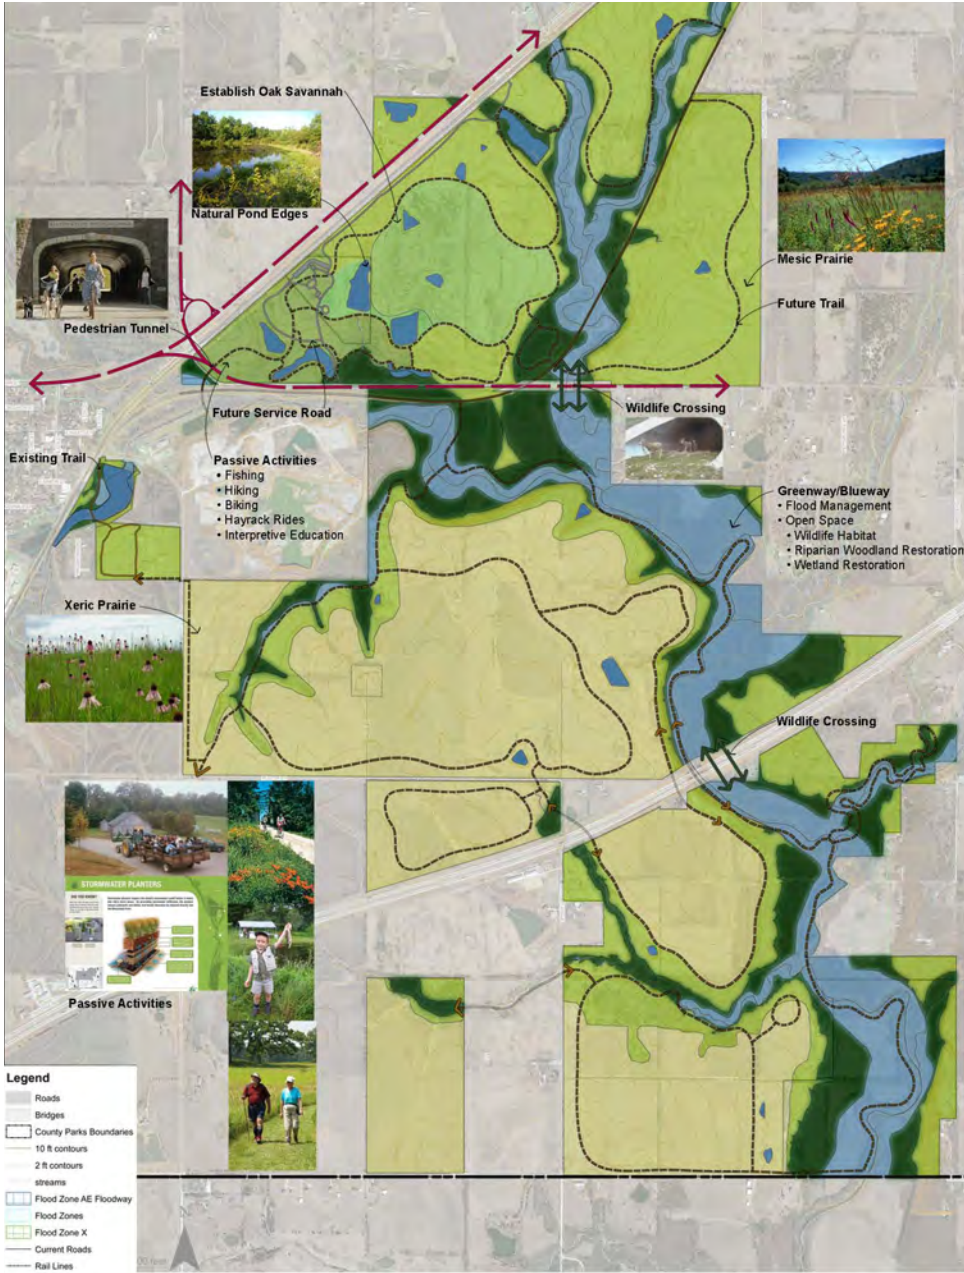 Establish Oak Savannah
Natural Pond Edges
Mesic Prairie
Pedestrian Tunnel
Future Trail
Future Service Road
Wildlife Crossing
Existing Trail
Passive Activities
• Fishing
• Hiking
• Biking
• Hayrack Rides
• Interpretive Education
Greenway/Blueway
• Flood Management
• Open Space
• Wildlife Habitat
• Riparian Woodland Restoration
• Wetland Restoration
Xeric Prairie
Wildlife Crossing
STORMWATER PLANTERS
Passive Activities
Legend
Roads
Bridges
County Parks Boundaries
10 ft contours
2 ft contours
streams
Flood Zone AE Floodway
Flood Zones
Flood Zone X
Current Roads
Rail Lines
N